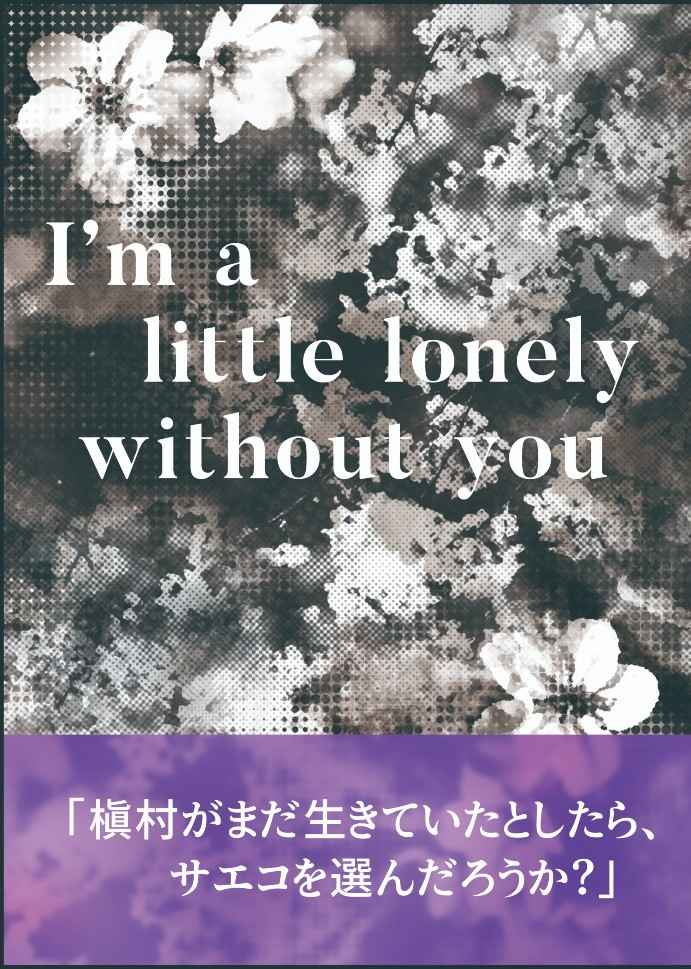 I'm a
little lonely
without you
「槇村がまだ生きていたとしたら、
サエコを選んだろうか?」